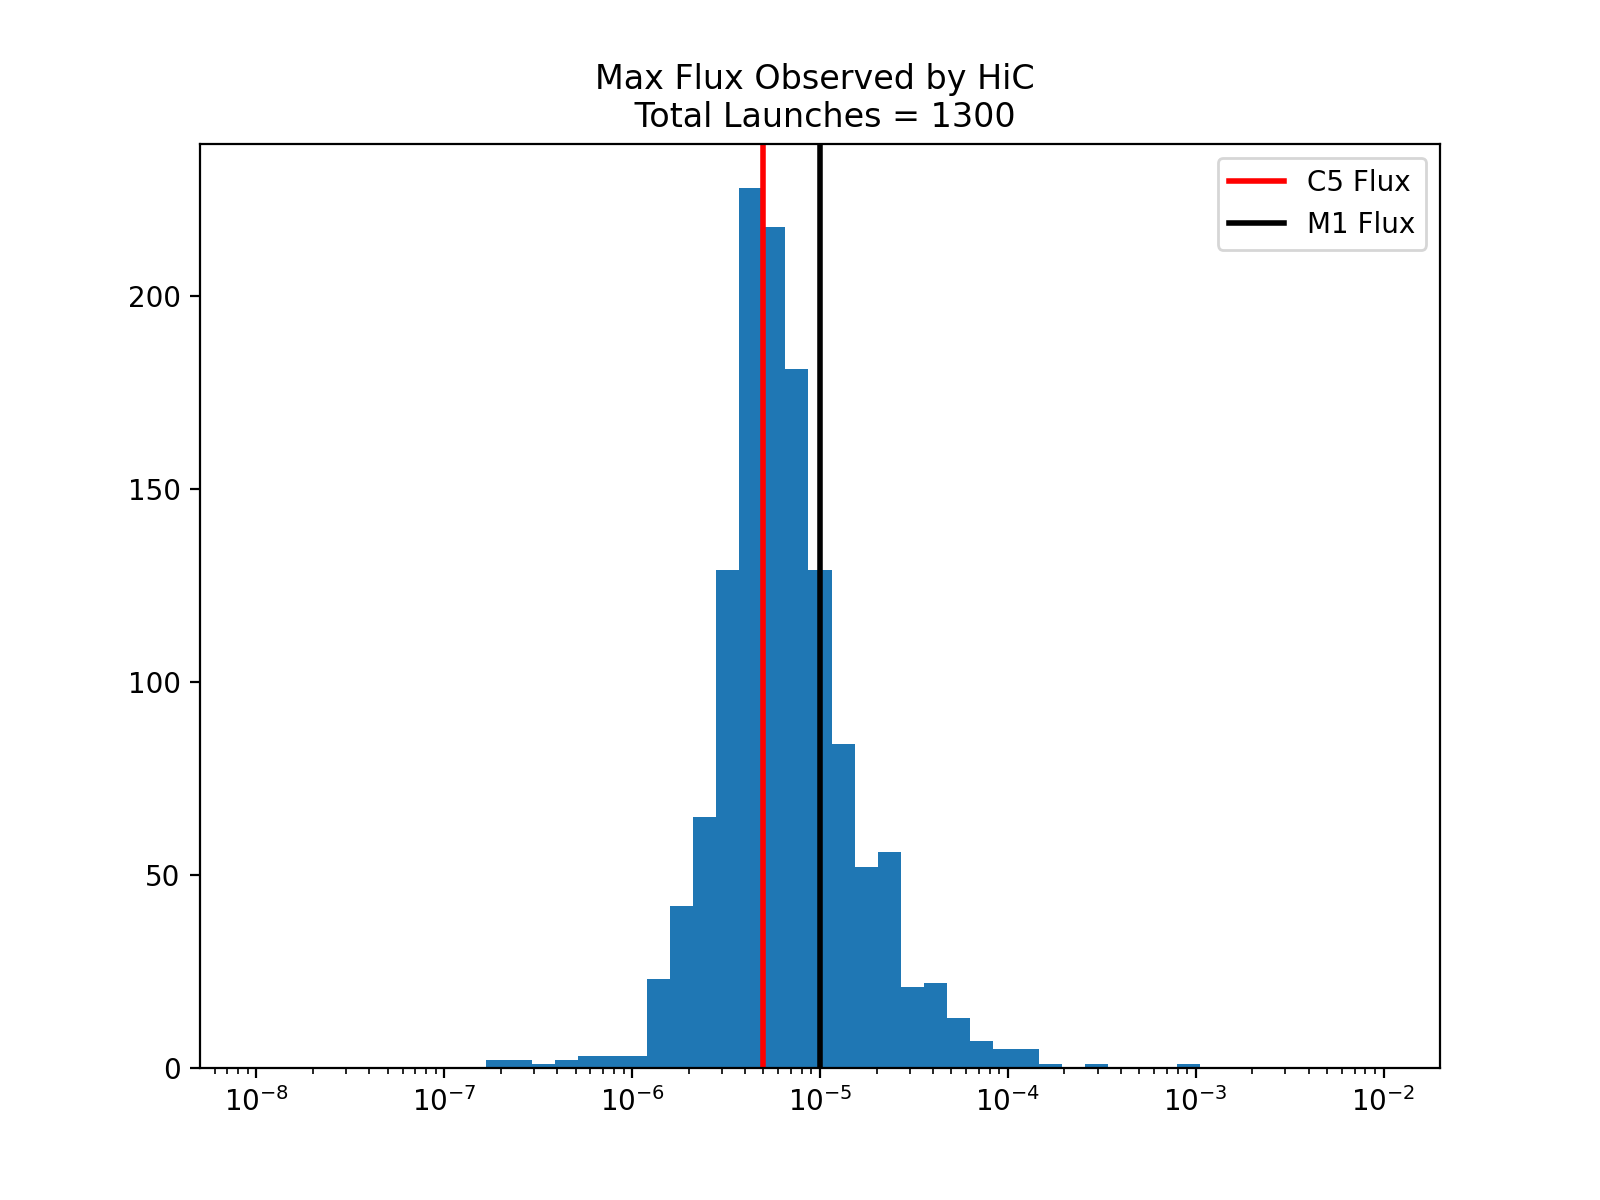 Max Flux Observed by HiC
Total Launches = 1300
C5 Flux
M1 Flux
200
150
100
50
0
10⁻⁸ 10⁻⁷ 10⁻⁶ 10⁻⁵ 10⁻⁴ 10⁻³ 10⁻²